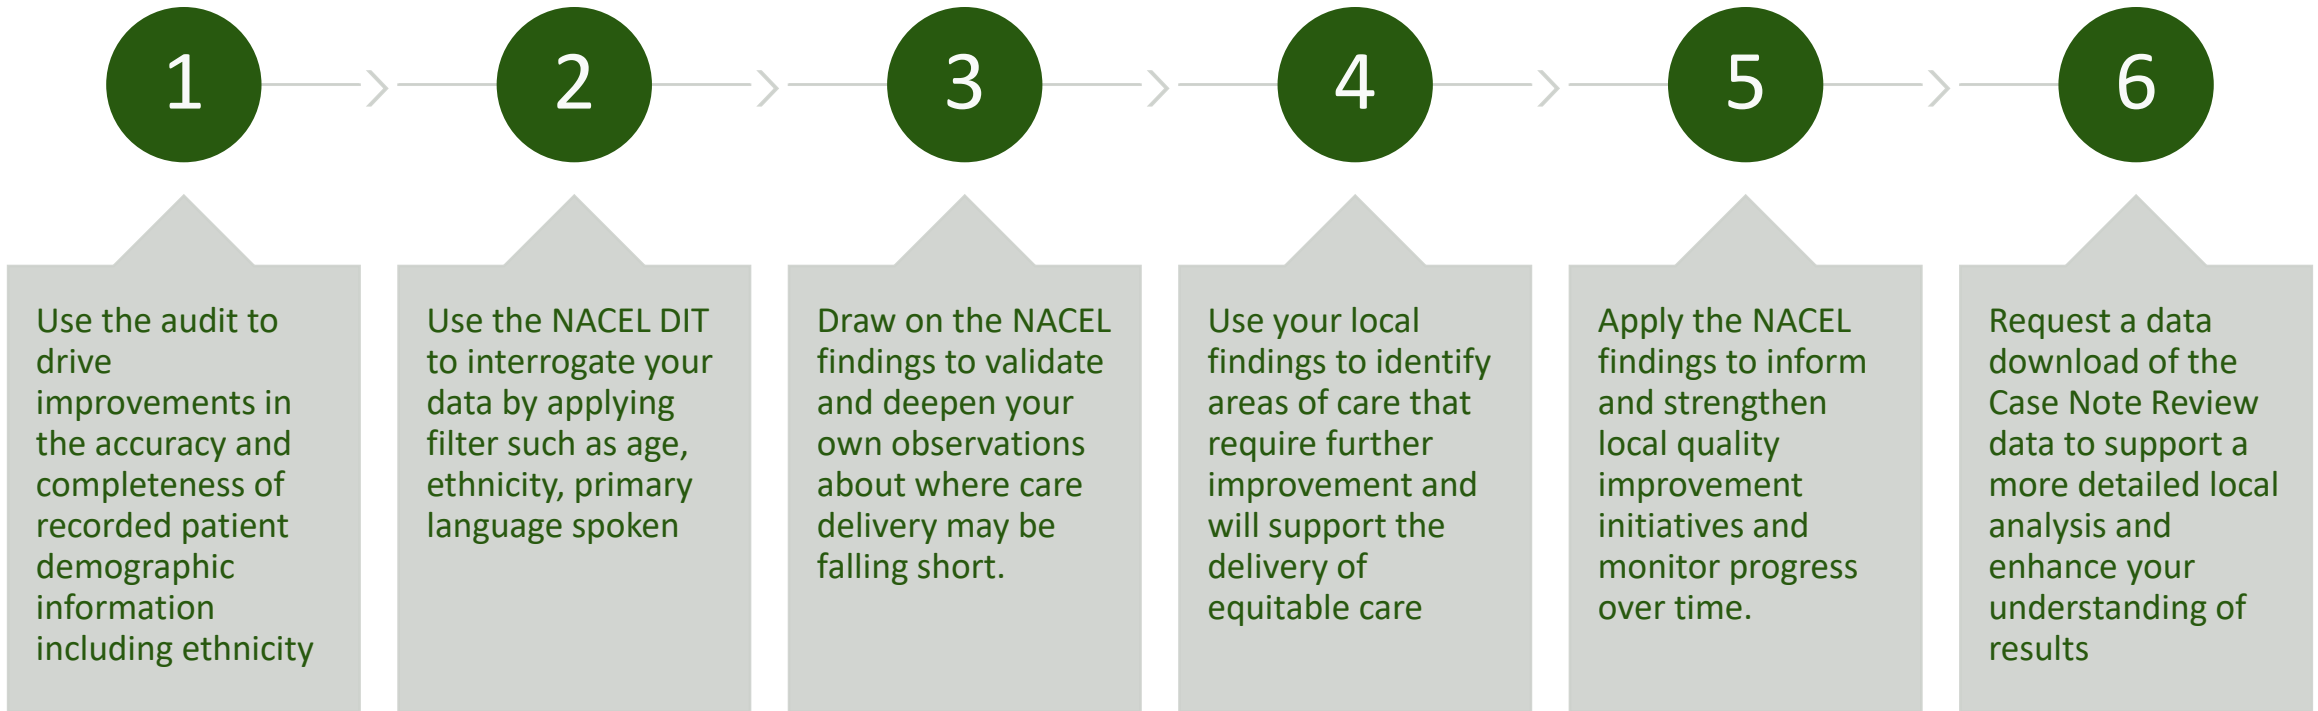 1
2
3
4
5
6
Use the audit to
drive
improvements in
the accuracy and
completeness of
recorded patient
demographic
information
including ethnicity
Use the NACEL DIT
to interrogate your
data by applying
filter such as age,
ethnicity, primary
language spoken
Draw on the NACEL
findings to validate
and deepen your
own observations
about where care
delivery may be
falling short.
Use your local
findings to identify
areas of care that
require further
improvement and
will support the
delivery of
equitable care
Apply the NACEL
findings to inform
and strengthen
local quality
improvement
initiatives and
monitor progress
over time.
Request a data
download of the
Case Note Review
data to support a
more detailed local
analysis and
enhance your
understanding of
results